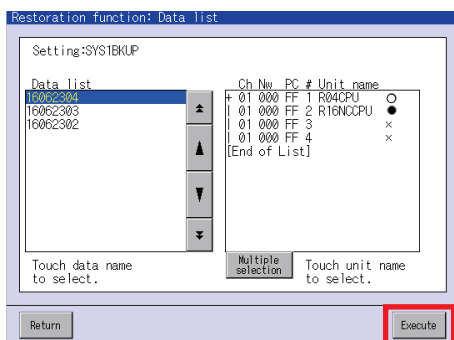 Restoration function: Data list
Setting:SYS1BKUP
Data list
16062304
16062303
16062302
Ch Nw PC # Unit name
+ 01 000 FF 1 R04CPU ○
| 01 000 FF 2 R16NCCPU ●
| 01 000 FF 3 ×
| 01 000 FF 4 ×
[End of List]
Touch data name
to select.
Multiple
selection
Touch unit name
to select.
Return
Execute